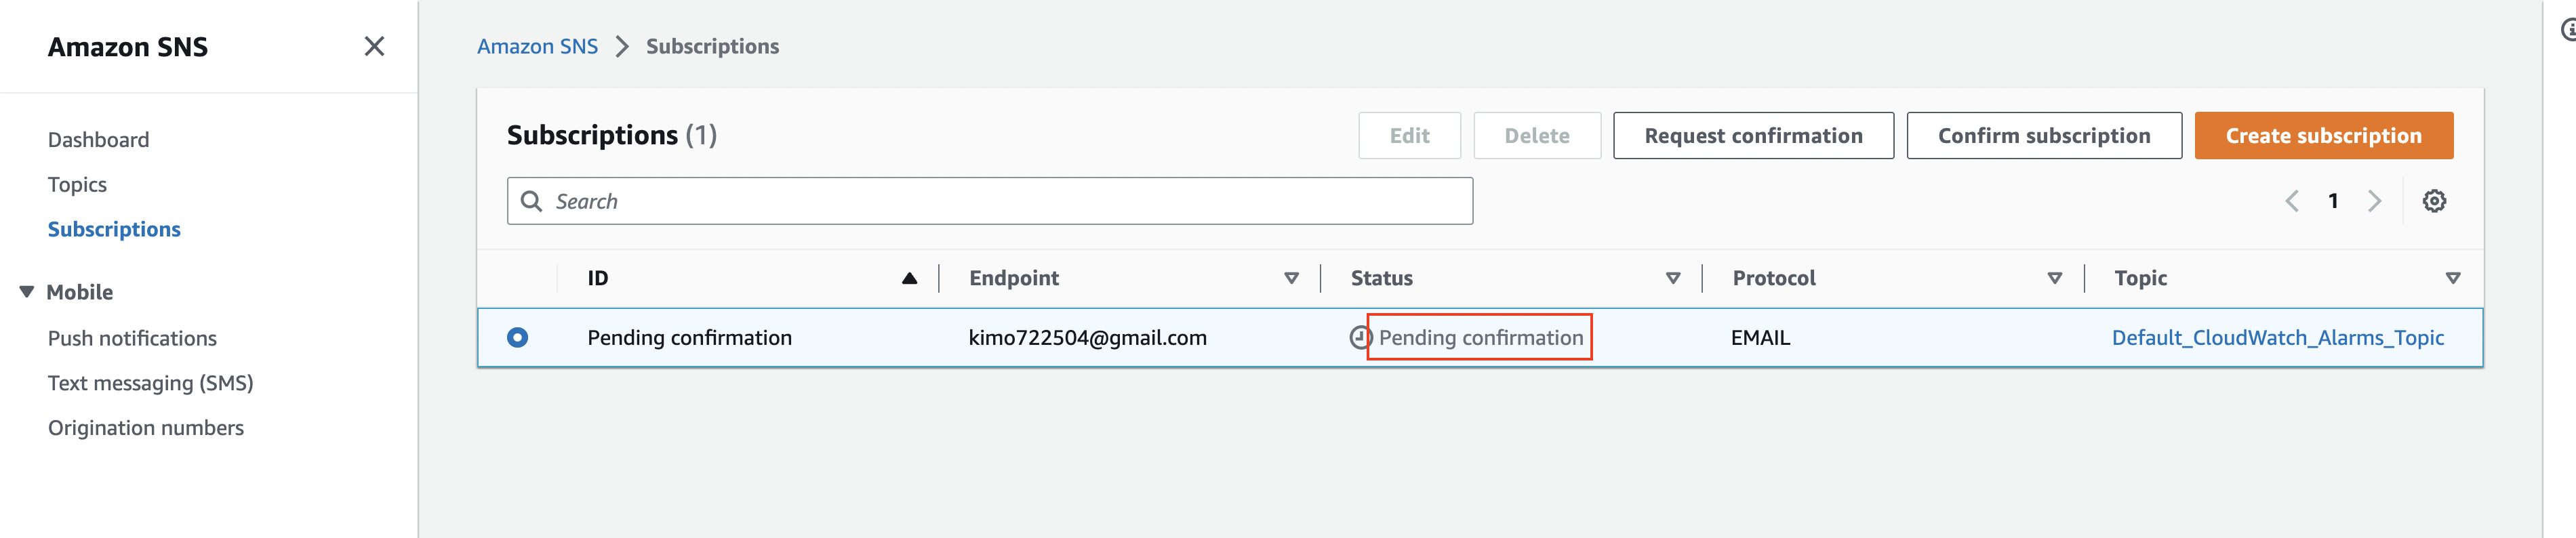 Amazon SNS
Dashboard
Topics
Subscriptions
Mobile
Push notifications
Text messaging (SMS)
Origination numbers
Amazon SNS Subscriptions
Subscriptions (1)
Edit Delete Request confirmation Confirm subscription Create subscription
Search
1
ID Endpoint Status Protocol Topic
Pending confirmation kimo722504@gmail.com Pending confirmation EMAIL Default_CloudWatch_Alarms_Topic